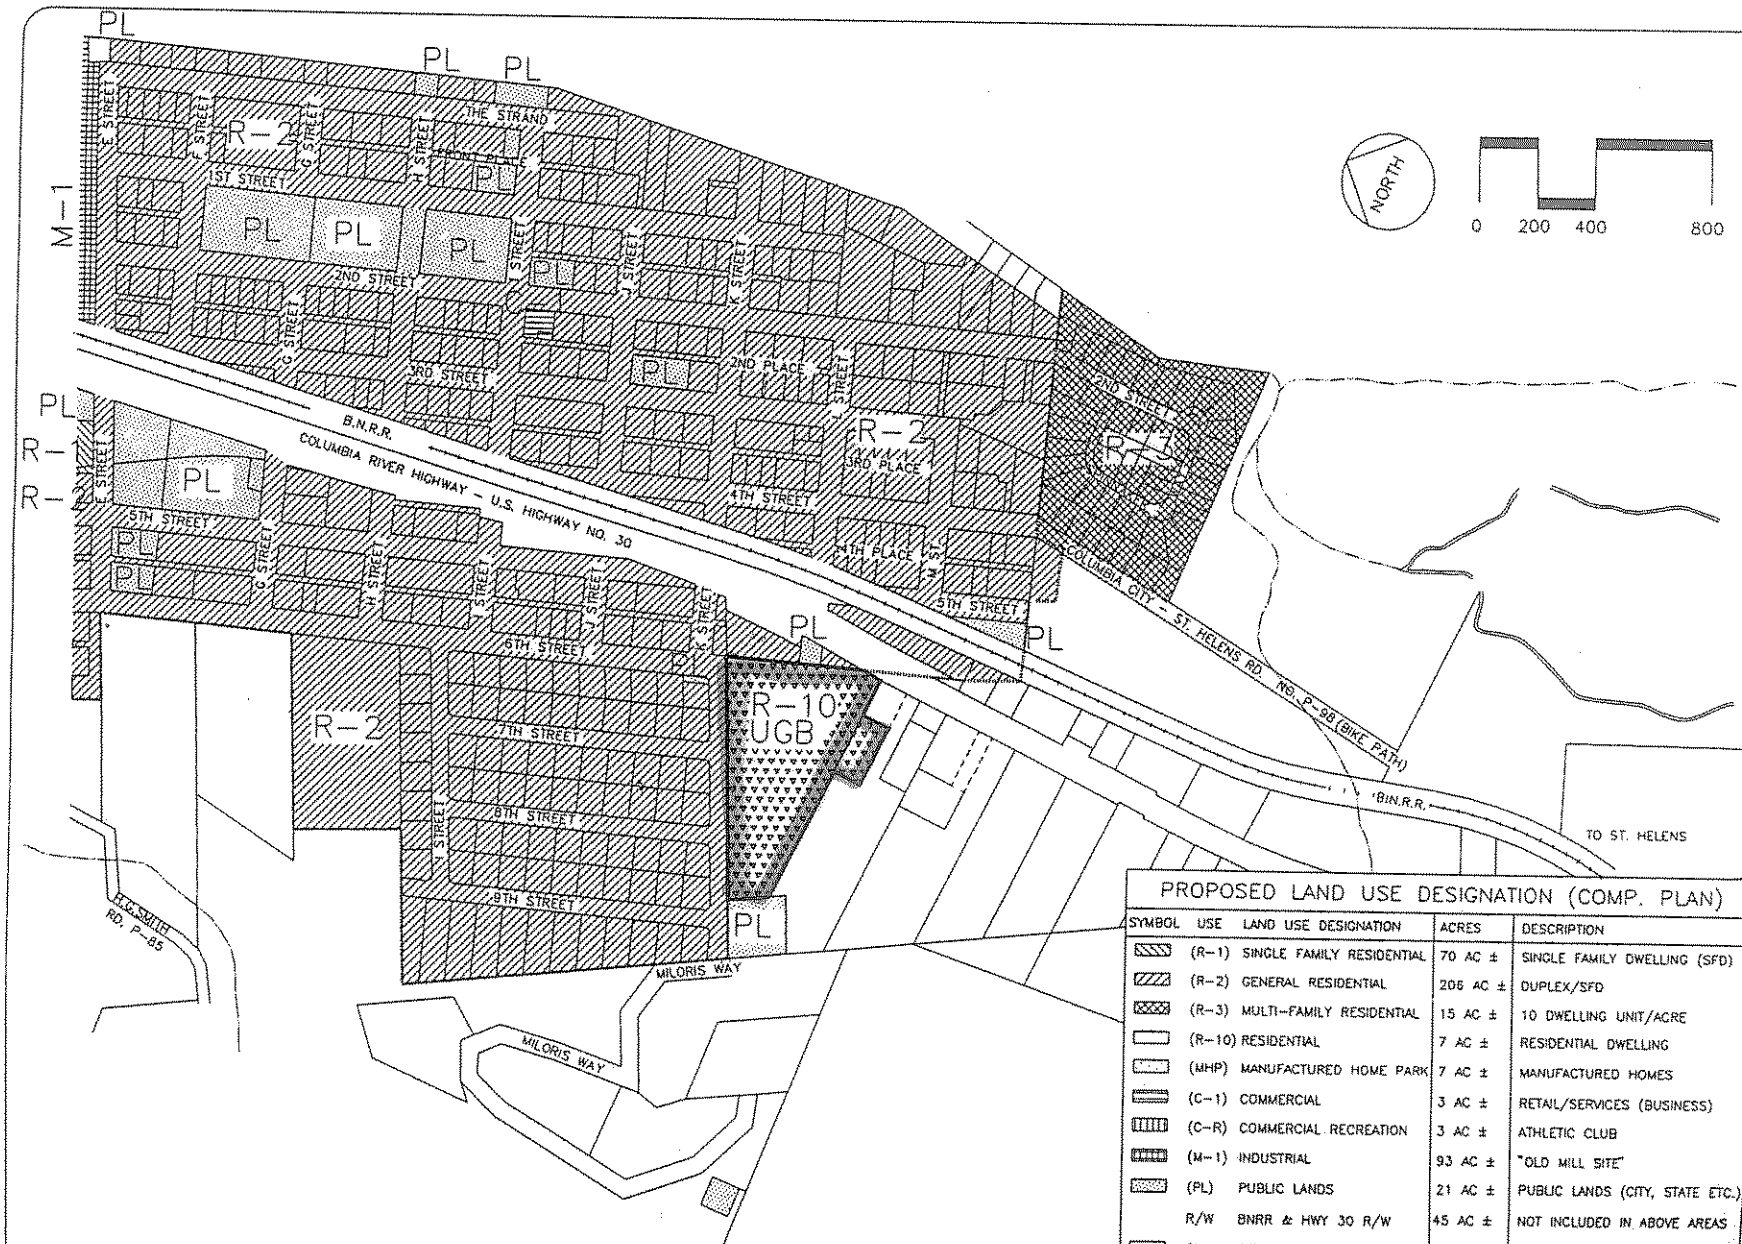 PL
PL
PL
THE STRAND
E STREET
F STREET
R-2
G STREET
H STREET
FRONT PLACE
PL
1ST STREET
M-1
PL
PL
PL
I STREET
PL
J STREET
K STREET
2ND STREET
G STREET
3RD STREET
PL
2ND PLACE
L STREET
2ND STREET
R-3
R-2
3RD PLACE
4TH STREET
4TH PLACE
M ST.
5TH STREET
PL
NORTH
0 200 400 800
B.N.R.R.
COLUMBIA RIVER HIGHWAY - U.S. HIGHWAY NO. 30
COLUMBIA CITY - ST. HELENS RD. NO. P-98 (BIKE PATH)
PL
R-1
R-2
E STREET
PL
5TH STREET
PL
PL
G STREET
H STREET
I STREET
J STREET
K STREET
6TH STREET
PL
R-10
UGB
R-2
7TH STREET
I STREET
8TH STREET
9TH STREET
PL
B.N.R.R.
TO ST. HELENS
H.G. SMITH
RD. P-85
MILORIS WAY
MILORIS WAY
PROPOSED LAND USE DESIGNATION (COMP. PLAN)
SYMBOL USE LAND USE DESIGNATION ACRES DESCRIPTION
(R-1) SINGLE FAMILY RESIDENTIAL 70 AC ± SINGLE FAMILY DWELLING (SFD)
(R-2) GENERAL RESIDENTIAL 206 AC ± DUPLEX/SFD
(R-3) MULTI-FAMILY RESIDENTIAL 15 AC ± 10 DWELLING UNIT/ACRE
(R-10) RESIDENTIAL 7 AC ± RESIDENTIAL DWELLING
(MHP) MANUFACTURED HOME PARK 7 AC ± MANUFACTURED HOMES
(C-1) COMMERCIAL 3 AC ± RETAIL/SERVICES (BUSINESS)
(C-R) COMMERCIAL RECREATION 3 AC ± ATHLETIC CLUB
(M-1) INDUSTRIAL 93 AC ± "OLD MILL SITE"
(PL) PUBLIC LANDS 21 AC ± PUBLIC LANDS (CITY, STATE ETC.)
R/W BNRR & HWY 30 R/W 45 AC ± NOT INCLUDED IN ABOVE AREAS